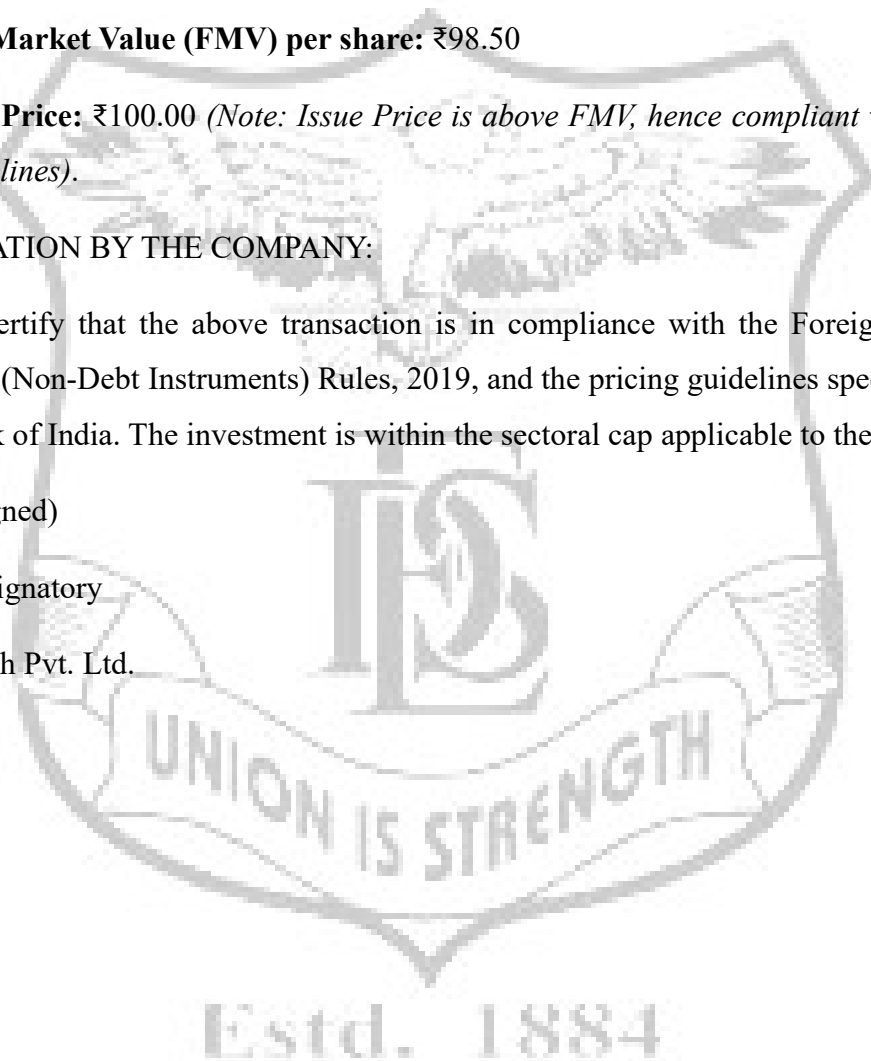 Market Value (FMV) per share: ₹98.50
Price: ₹100.00 (Note: Issue Price is above FMV, hence compliant
lines).
ATION BY THE COMPANY:
ertify that the above transaction is in compliance with the Foreig
(Non-Debt Instruments) Rules, 2019, and the pricing guidelines spe
k of India. The investment is within the sectoral cap applicable to the
gned)
ignatory
h Pvt. Ltd.
UNION IS STRENGTH
Estd. 1884